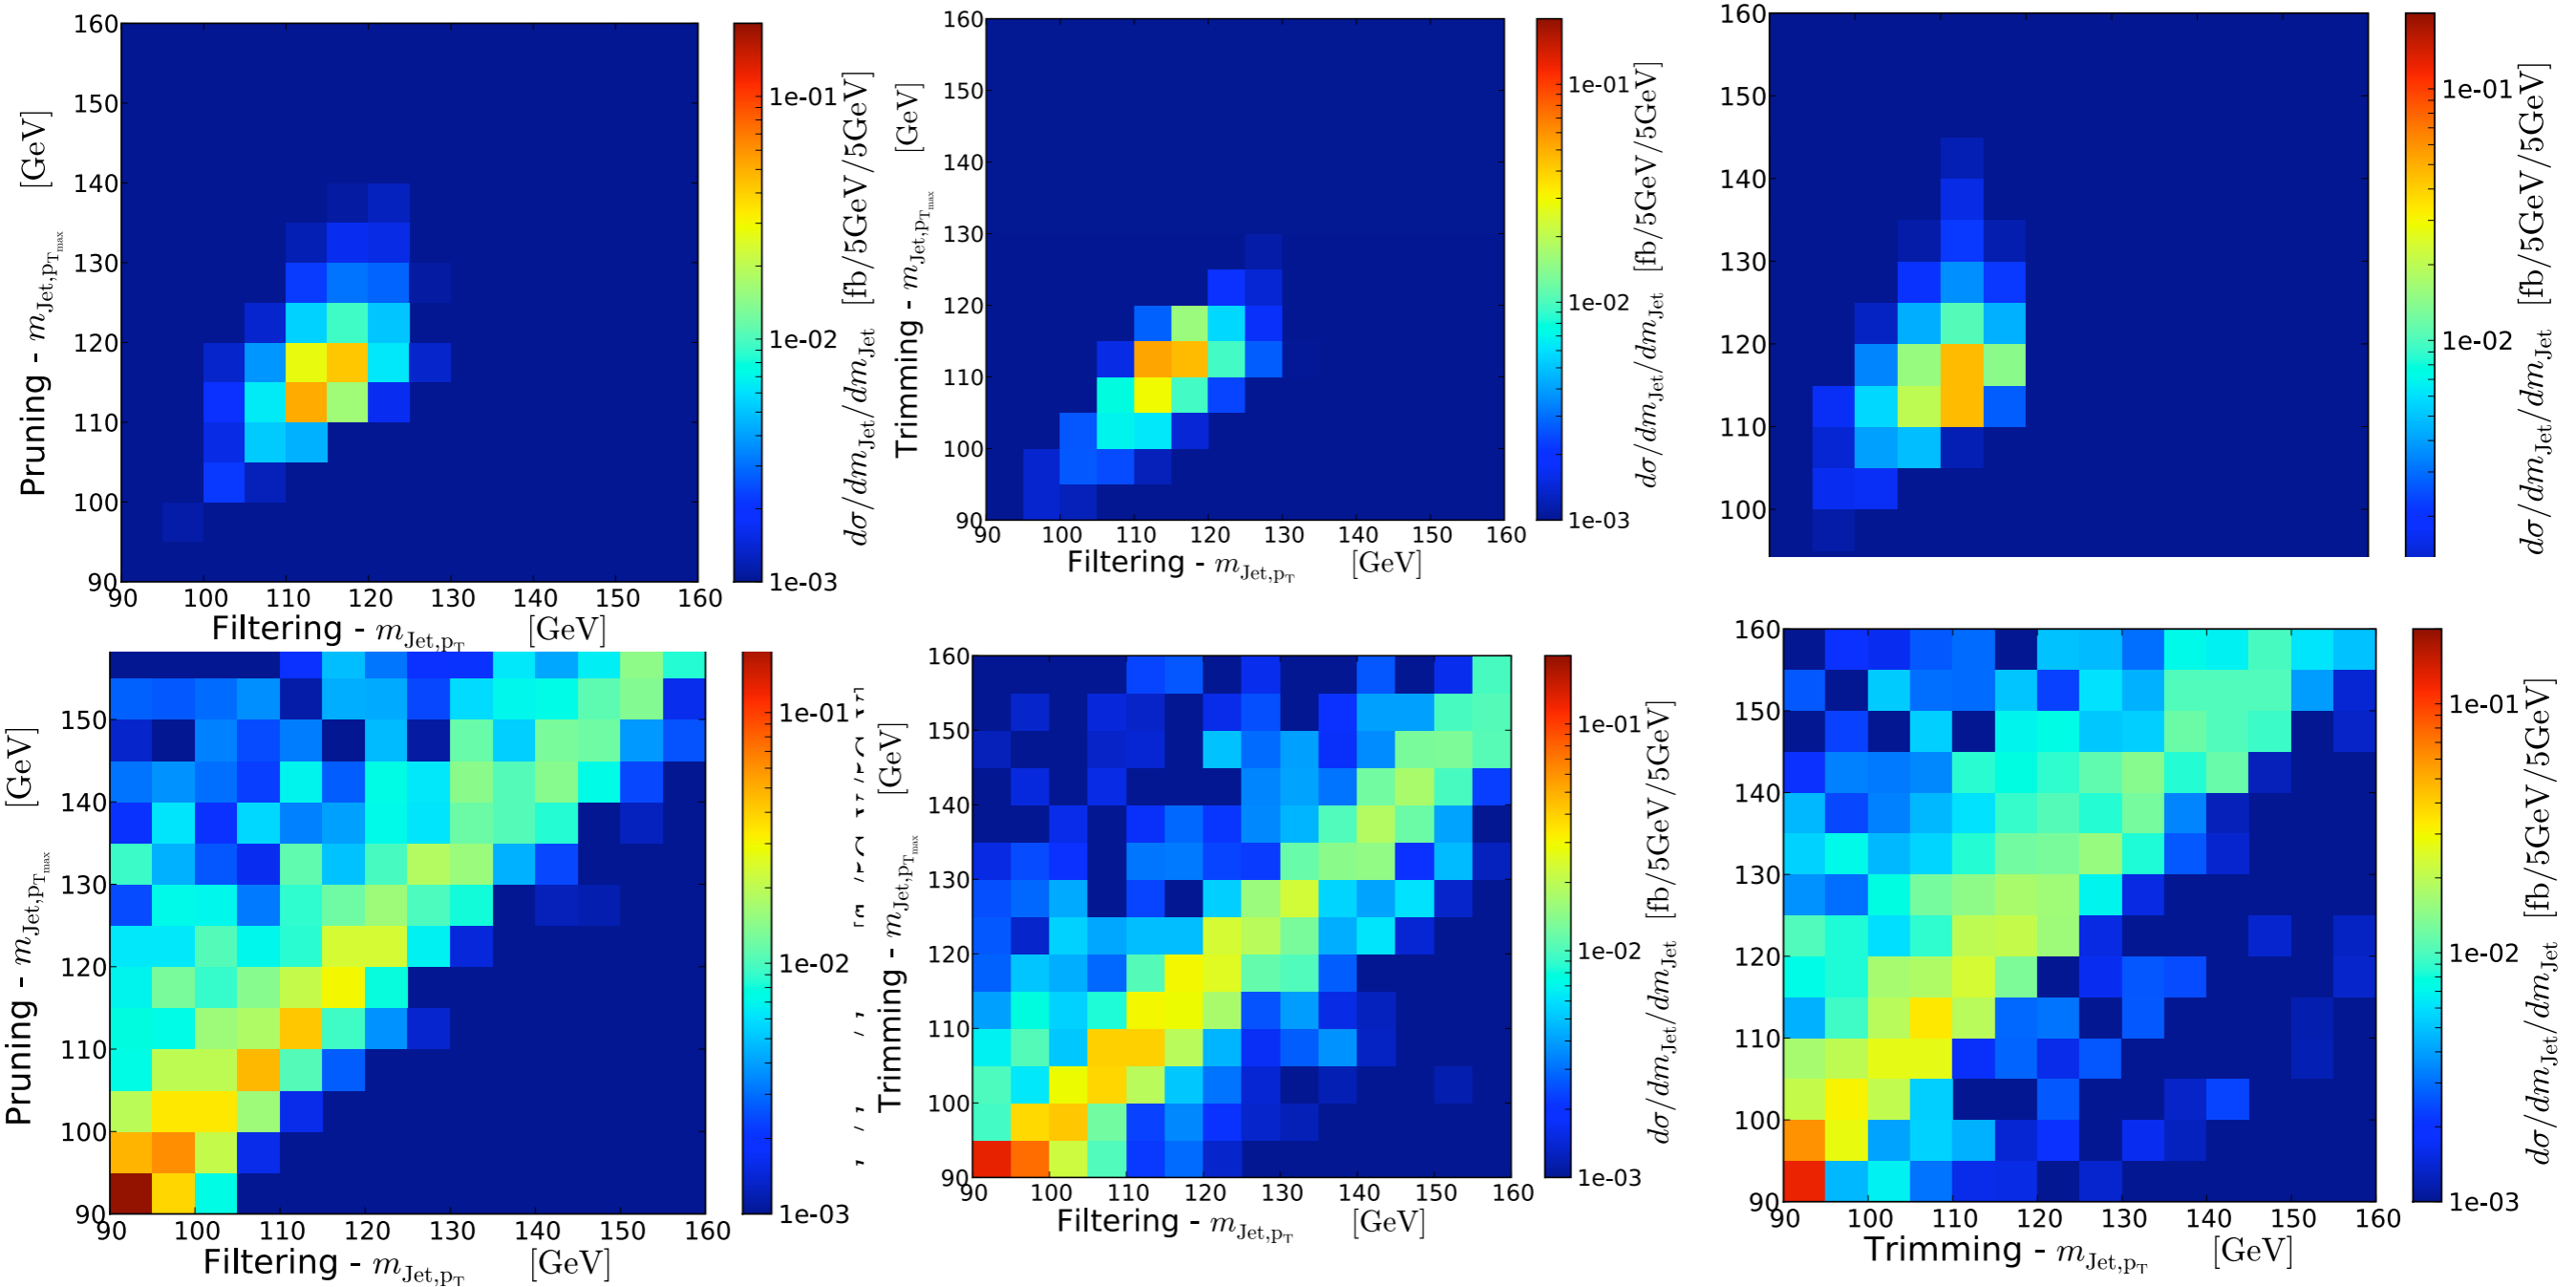 160
150
140
130
120
110
100
90
90 100 110 120 130 140 150 160
Pruning - m_Jet,p_Tmax [GeV]
Filtering - m_Jet,p_T [GeV]
1e-01
1e-02
1e-03
dσ/dm_Jet/dm_Jet [fb/5GeV/5GeV]
160
150
140
130
120
110
100
90
90 100 110 120 130 140 150 160
Trimming - m_Jet,p_Tmax [GeV]
Filtering - m_Jet,p_T [GeV]
1e-01
1e-02
1e-03
dσ/dm_Jet/dm_Jet [fb/5GeV/5GeV]
160
150
140
130
120
110
100
1e-01
1e-02
dσ/dm_Jet/dm_Jet [fb/5GeV/5GeV]
150
140
130
120
110
100
90
90 100 110 120 130 140 150 160
Pruning - m_Jet,p_Tmax [GeV]
Filtering - m_Jet,p_T [GeV]
1e-01
1e-02
1e-03
160
150
140
130
120
110
100
90
90 100 110 120 130 140 150 160
Trimming - m_Jet,p_Tmax [GeV]
Filtering - m_Jet,p_T [GeV]
1e-01
1e-02
1e-03
dσ/dm_Jet/dm_Jet [fb/5GeV/5GeV]
160
150
140
130
120
110
100
90
90 100 110 120 130 140 150 160
Trimming - m_Jet,p_T [GeV]
1e-01
1e-02
1e-03
dσ/dm_Jet/dm_Jet [fb/5GeV/5GeV]